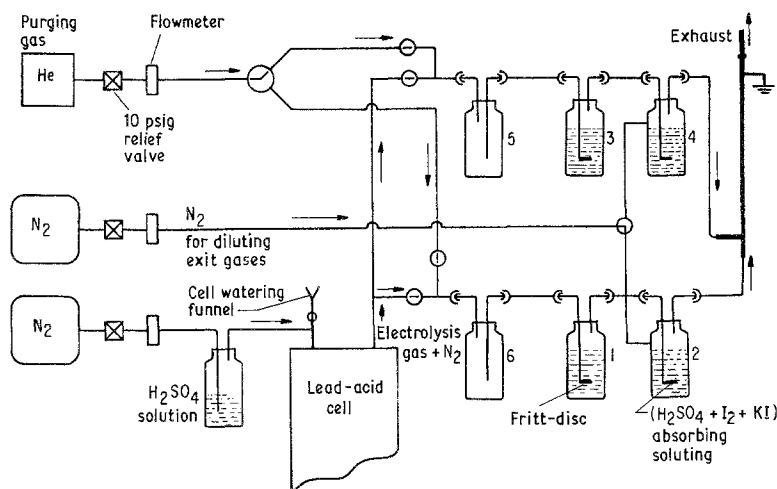 Purging
gas
Flowmeter
He
10 psig
relief
valve
Exhaust
5
3
4
N2
N2
for diluting
exit gases
N2
Cell watering
funnel
H2SO4
solution
Electrolysis
gas + N2
Lead-acid
cell
6
1
2
Fritt-disc
(H2SO4 + I2 + KI)
absorbing
soluting